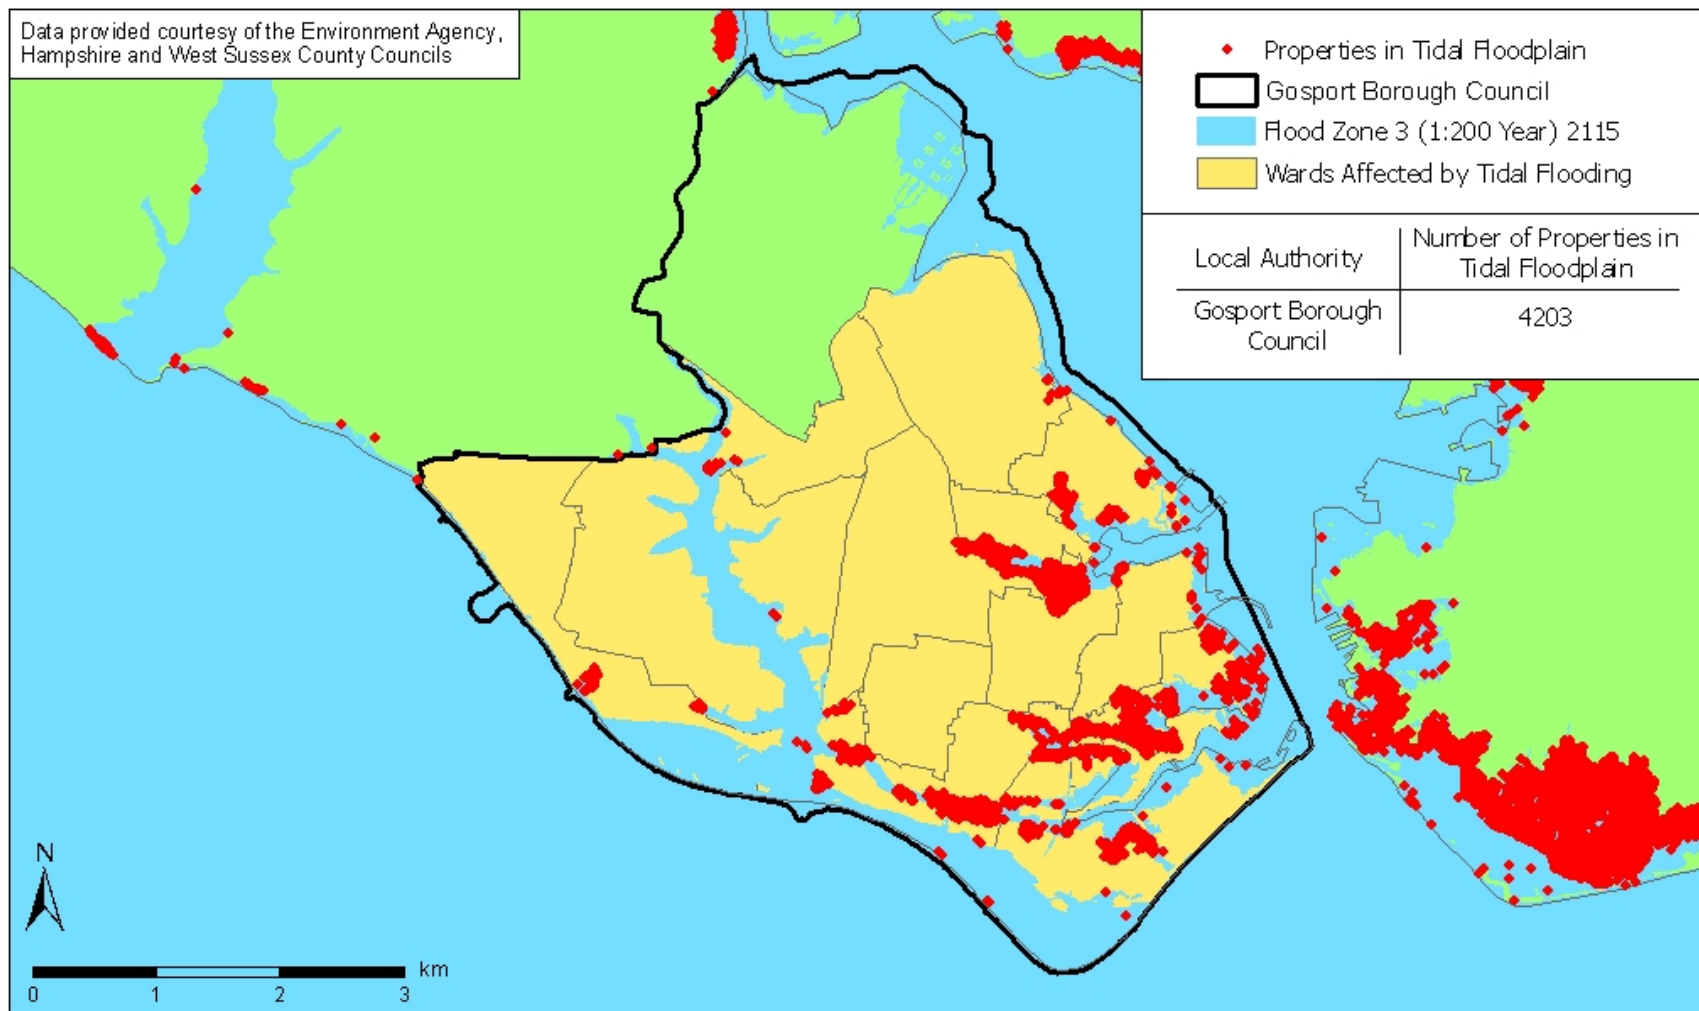 Data provided courtesy of the Environment Agency,
Hampshire and West Sussex County Councils
Properties in Tidal Floodplain
Gosport Borough Council
Flood Zone 3 (1:200 Year) 2115
Wards Affected by Tidal Flooding
Local Authority
Number of Properties in
Tidal Floodplain
Gosport Borough
Council
4203
N
km
0 1 2 3